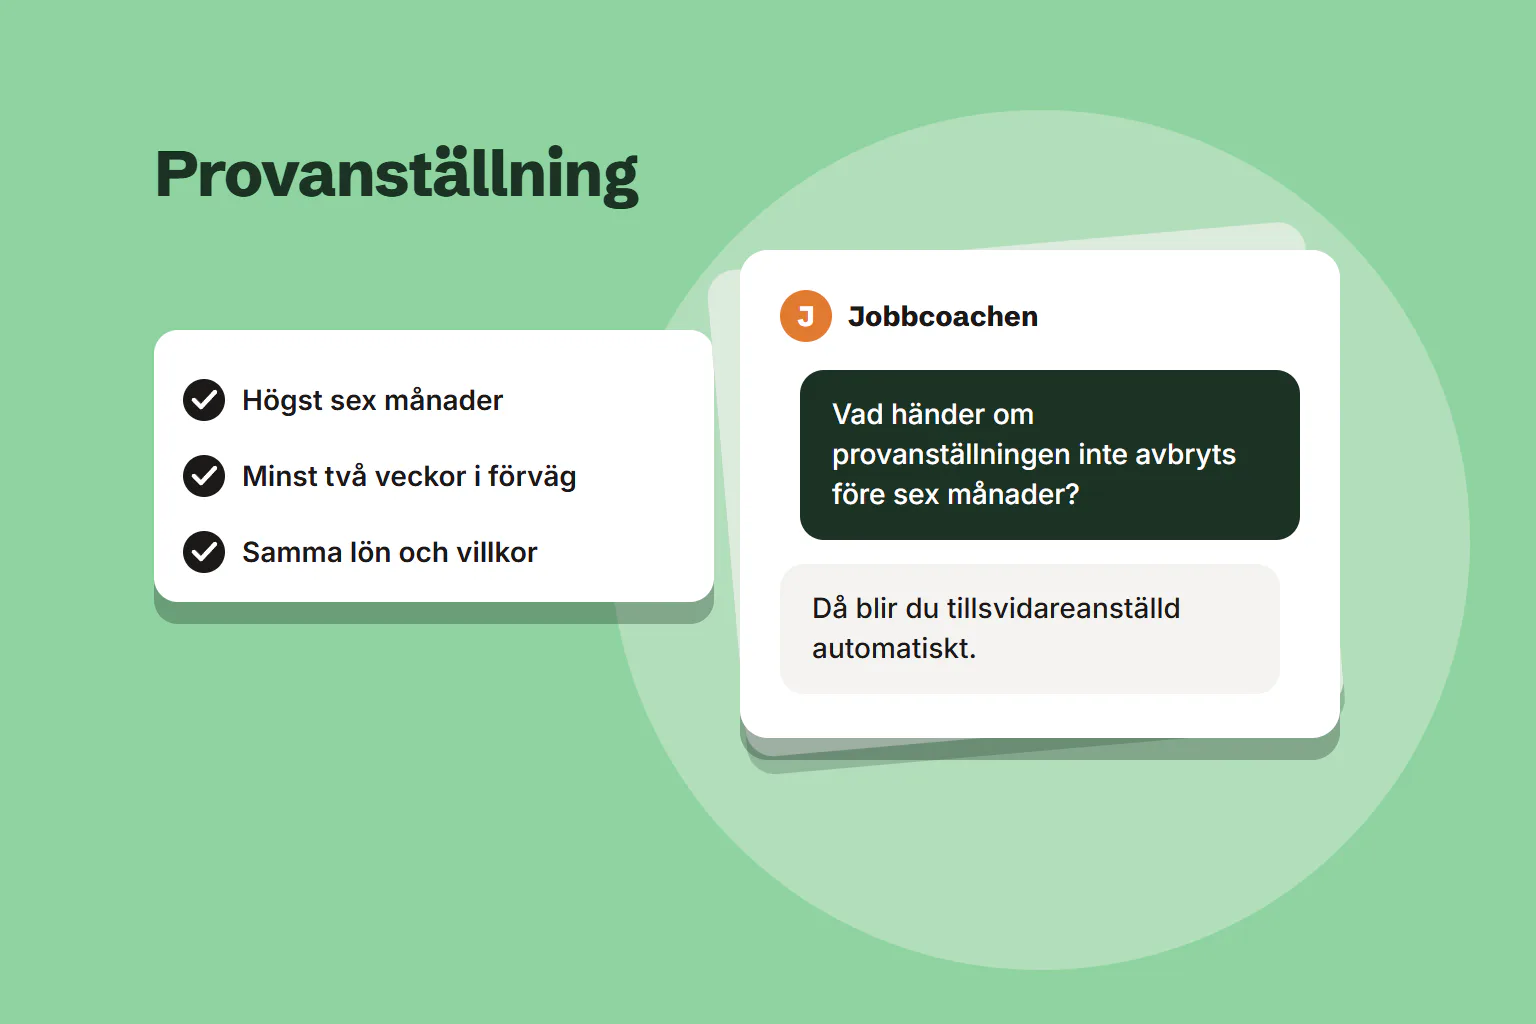 Provanställning
Högst sex månader
Minst två veckor i förväg
Samma lön och villkor
J Jobbcoachen
Vad händer om
provanställningen inte avbryts
före sex månader?
Då blir du tillsvidareanställd
automatiskt.